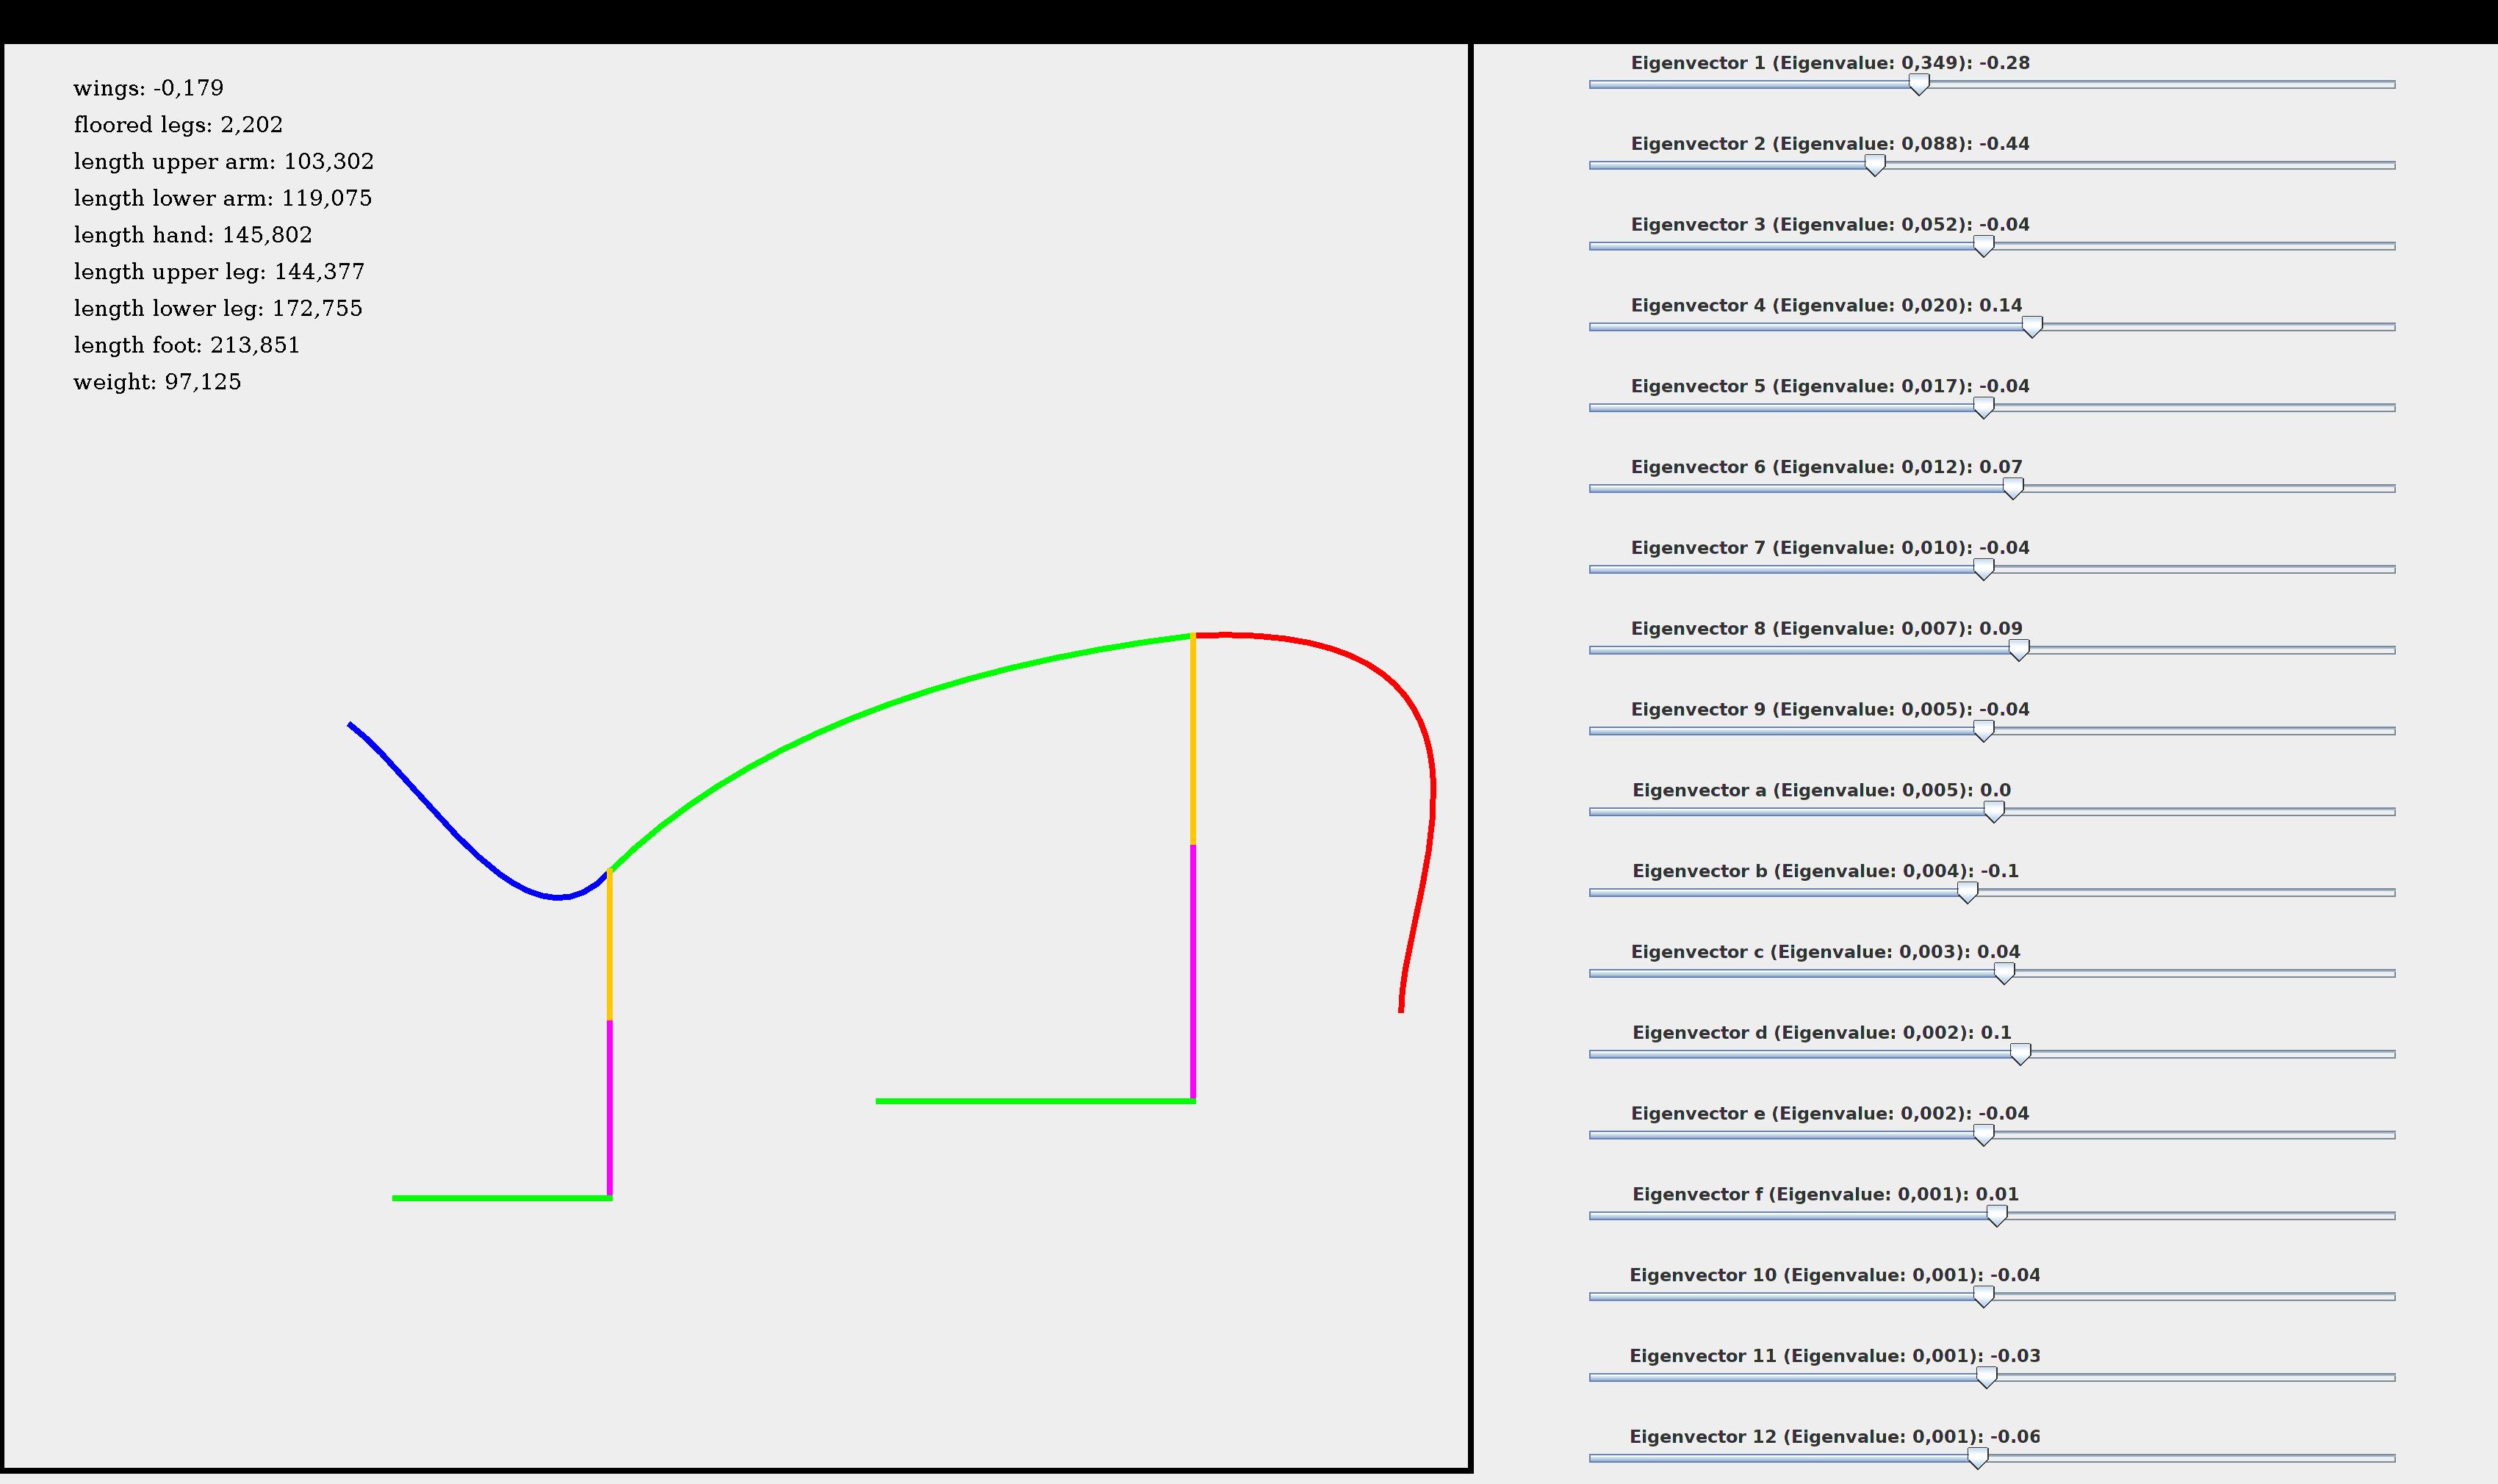 wings: -0,179
floored legs: 2,202
length upper arm: 103,302
length lower arm: 119,075
length hand: 145,802
length upper leg: 144,377
length lower leg: 172,755
length foot: 213,851
weight: 97,125
Eigenvector 1 (Eigenvalue: 0,349): -0.28
Eigenvector 2 (Eigenvalue: 0,088): -0.44
Eigenvector 3 (Eigenvalue: 0,052): -0.04
Eigenvector 4 (Eigenvalue: 0,020): 0.14
Eigenvector 5 (Eigenvalue: 0,017): -0.04
Eigenvector 6 (Eigenvalue: 0,012): 0.07
Eigenvector 7 (Eigenvalue: 0,010): -0.04
Eigenvector 8 (Eigenvalue: 0,007): 0.09
Eigenvector 9 (Eigenvalue: 0,005): -0.04
Eigenvector a (Eigenvalue: 0,005): 0.0
Eigenvector b (Eigenvalue: 0,004): -0.1
Eigenvector c (Eigenvalue: 0,003): 0.04
Eigenvector d (Eigenvalue: 0,002): 0.1
Eigenvector e (Eigenvalue: 0,002): -0.04
Eigenvector f (Eigenvalue: 0,001): 0.01
Eigenvector 10 (Eigenvalue: 0,001): -0.04
Eigenvector 11 (Eigenvalue: 0,001): -0.03
Eigenvector 12 (Eigenvalue: 0,001): -0.06